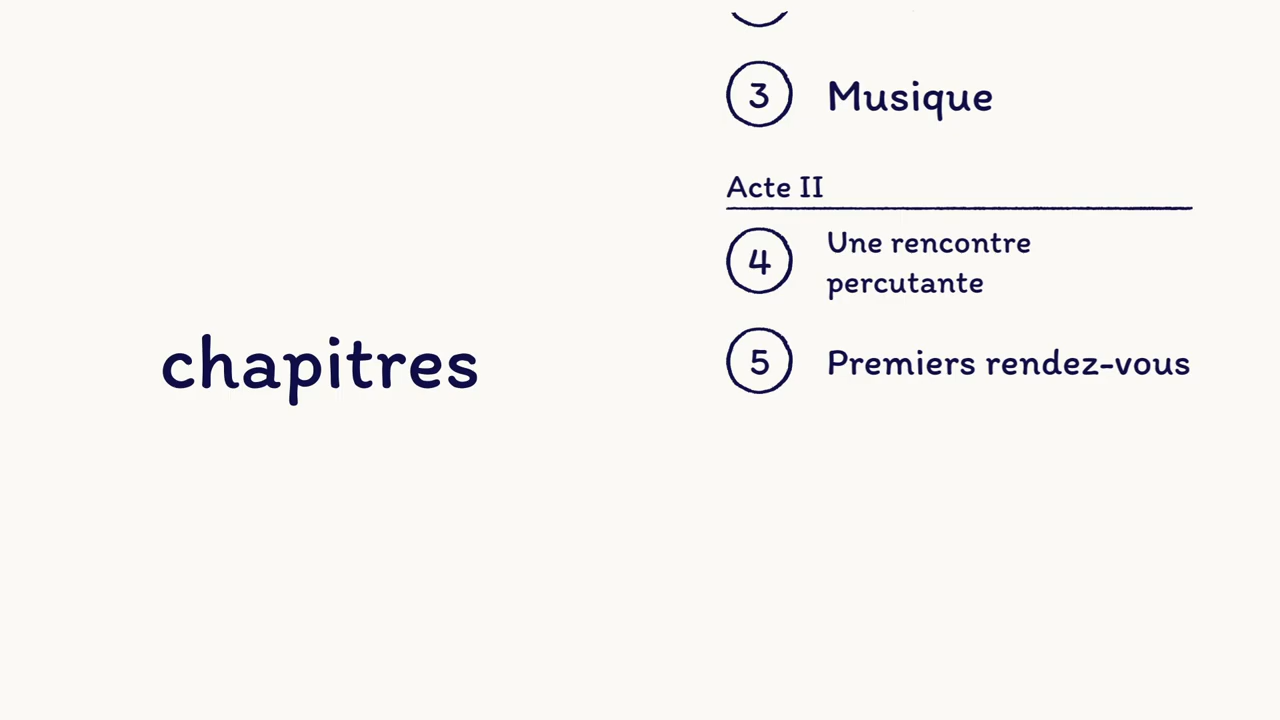 chapitres
3 Musique
Acte II
4 Une rencontre
percutante
5 Premiers rendez-vous